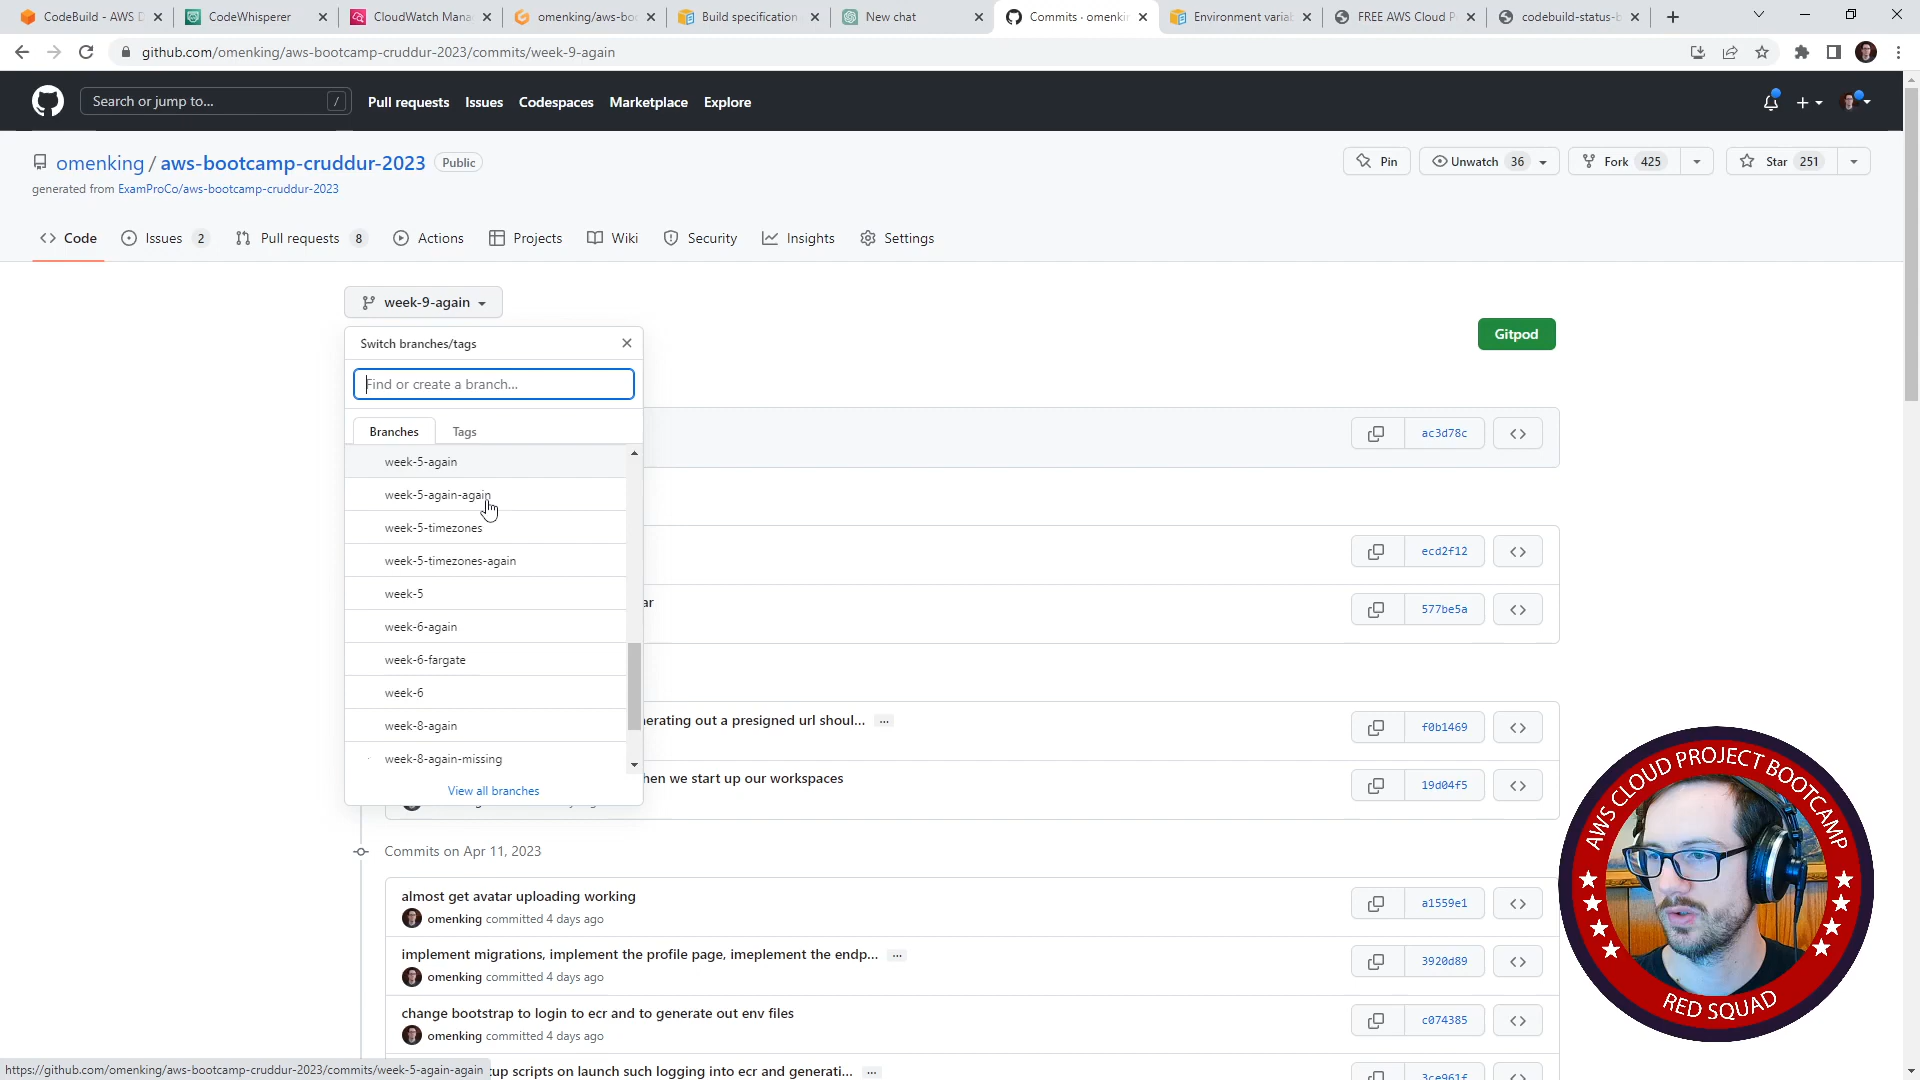 CodeBuild - AWS D
CodeWhisperer
CloudWatch Mana
omenking/aws-boo
Build specification
New chat
Commits · omenkin
Environment varia
FREE AWS Cloud P
codebuild-status-b
github.com/omenking/aws-bootcamp-cruddur-2023/commits/week-9-again
Search or jump to...
/
Pull requests
Issues
Codespaces
Marketplace
Explore
omenking / aws-bootcamp-cruddur-2023
Public
Pin
Unwatch 36
Fork 425
Star 251
generated from ExamProCo/aws-bootcamp-cruddur-2023
Code
Issues 2
Pull requests 8
Actions
Projects
Wiki
Security
Insights
Settings
week-9-again
Gitpod
Switch branches/tags
Find or create a branch...
Branches
Tags
week-5-again
week-5-again-again
week-5-timezones
week-5-timezones-again
week-5
week-6-again
week-6-fargate
week-6
week-8-again
week-8-again-missing
View all branches
ac3d78c
ecd2f12
ar
577be5a
erating out a presigned url shoul... ...
f0b1469
hen we start up our workspaces
19d04f5
Commits on Apr 11, 2023
almost get avatar uploading working
omenking committed 4 days ago
a1559e1
implement migrations, implement the profile page, imeplement the endp... ...
omenking committed 4 days ago
3920d89
change bootstrap to login to ecr and to generate out env files
omenking committed 4 days ago
c074385
up scripts on launch such logging into ecr and generati... ...
3ce961f
https://github.com/omenking/aws-bootcamp-cruddur-2023/commits/week-5-again-again
AWS CLOUD PROJECT BOOTCAMP
RED SQUAD